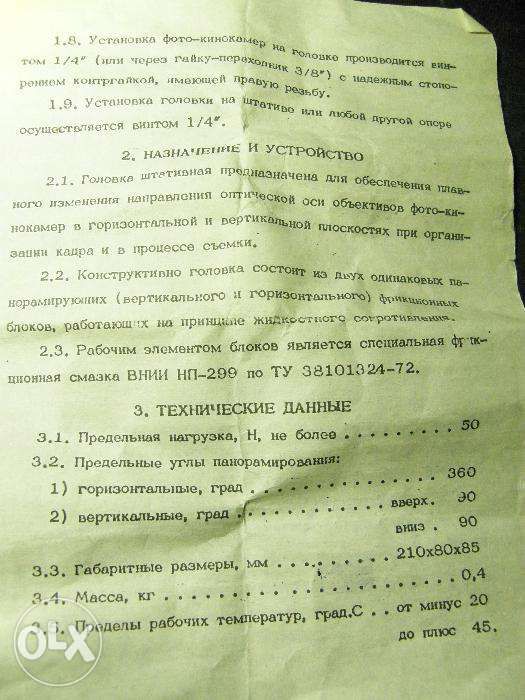 1.8. Установка фото-кинокамер на головко производится вин-
том 1/4″ (или через гайку-переходник 3/8″) с надежным стопо-
рением контргайкой, имеющей правую резьбу.
1.9. Установка головки на штативо или любой другой опоре
осуществляется винтом 1/4″.
2. НАЗНАЧЕНИЕ И УСТРОЙСТВО
2.1. Головка штативная предназначена для обеспечения плав-
ного изменения направления оптической оси объективов фото-ки-
нокамер в горизонтальной и вертикальной плоскостях при органи-
зации кадра и в процессе съемки.
2.2. Конструктивно головка состоит из двух одинаковых па-
норамирующих (вертикального и горизонтального) фрикционных
блоков, работающих на принципе жидкостного сопротивления.
2.3. Рабочим элементом блоков является специальная фрик-
ционная смазка ВНИИ НП-299 по ТУ 38101324-72.
3. ТЕХНИЧЕСКИЕ ДАННЫЕ
3.1. Предельная нагрузка, Н, не более . . . . . . . . . 50
3.2. Предельные углы панорамирования:
1) горизонтальные, град . . . . . . . . . . . . . . . 360
2) вертикальные, град . . . . . . . . . . . вверх. 90
вниз . 90
3.3. Габаритные размеры, мм . . . . . . . . . 210х80х85
3.4. Масса, кг . . . . . . . . . . . . . . . . . . . . . 0,4
3.5. Пределы рабочих температур, град.С . . от минус 20
до плюс 45.
OLX